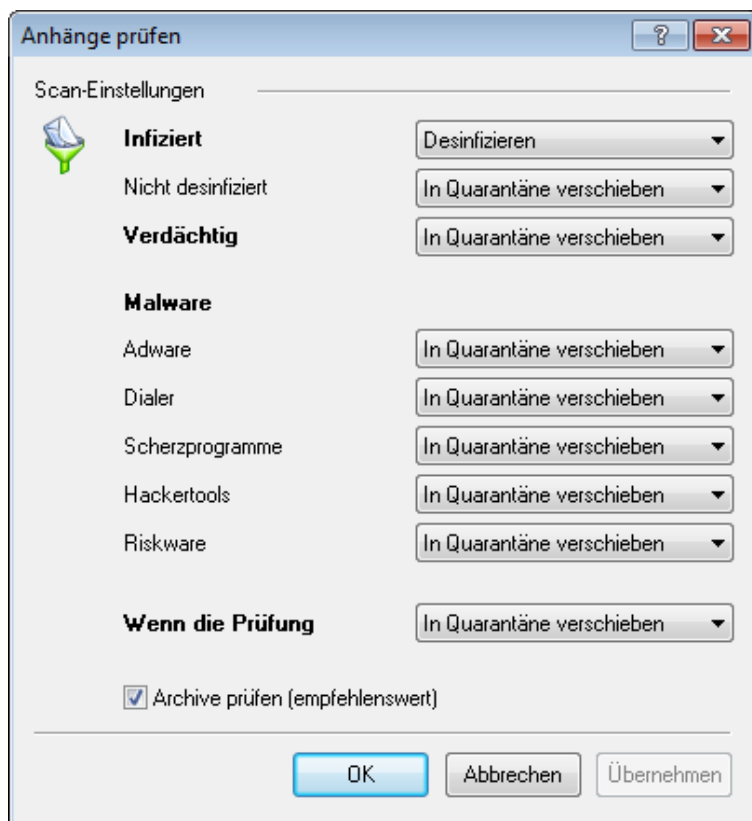 Anhänge prüfen
?
Scan-Einstellungen
Infiziert Desinfizieren
Nicht desinfiziert In Quarantäne verschieben
Verdächtig In Quarantäne verschieben
Malware
Adware In Quarantäne verschieben
Dialer In Quarantäne verschieben
Scherzprogramme In Quarantäne verschieben
Hackertools In Quarantäne verschieben
Riskware In Quarantäne verschieben
Wenn die Prüfung In Quarantäne verschieben
Archive prüfen (empfehlenswert)
OK Abbrechen Übernehmen